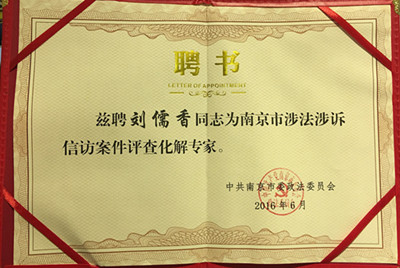 聘书
LETTER OF APPOINTMENT
兹聘刘儒香同志为南京市涉法涉诉
信访案件评查化解专家。
中共南京市委政法委员会
2016年6月